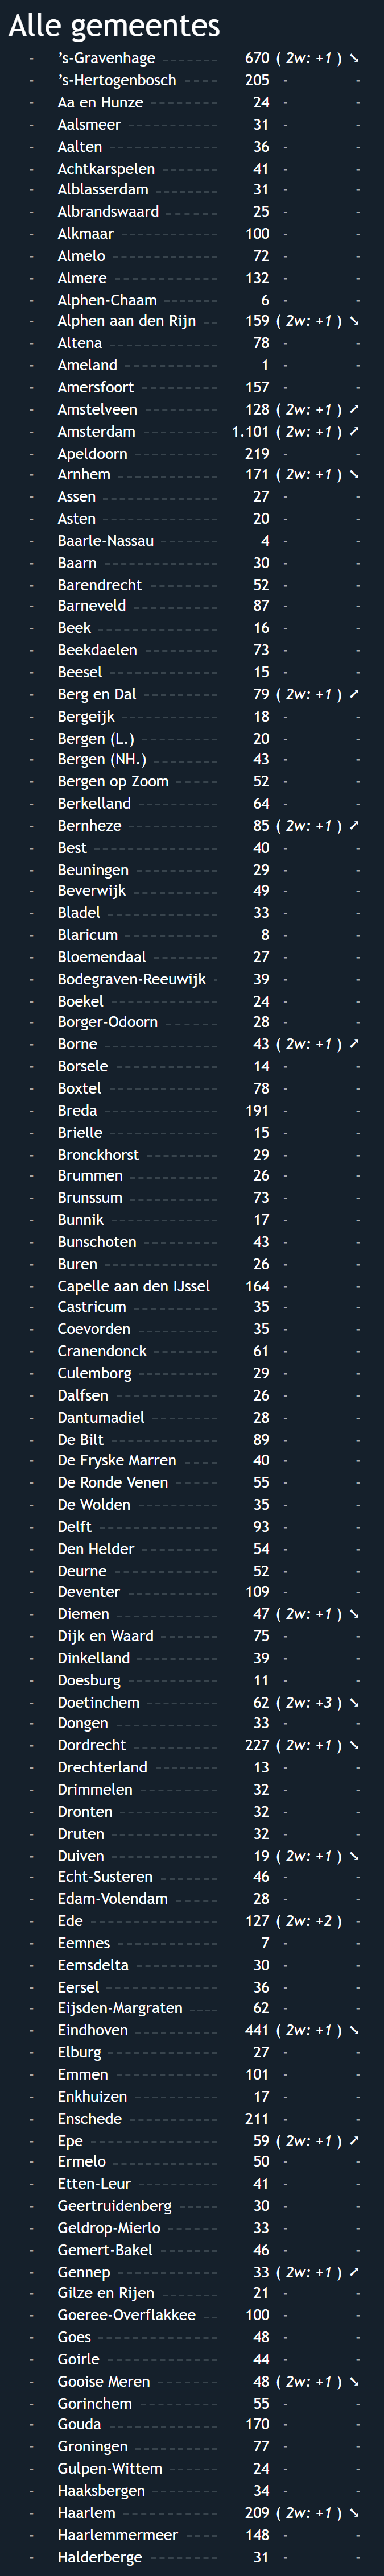 Alle gemeentes
- ’s-Gravenhage 670 ( 2w: +1 ) ➘
- ’s-Hertogenbosch 205 - -
- Aa en Hunze 24 - -
- Aalsmeer 31 - -
- Aalten 36 - -
- Achtkarspelen 41 - -
- Alblasserdam 31 - -
- Albrandswaard 25 - -
- Alkmaar 100 - -
- Almelo 72 - -
- Almere 132 - -
- Alphen-Chaam 6 - -
- Alphen aan den Rijn 159 ( 2w: +1 ) ➘
- Altena 78 - -
- Ameland 1 - -
- Amersfoort 157 - -
- Amstelveen 128 ( 2w: +1 ) ➚
- Amsterdam 1.101 ( 2w: +1 ) ➚
- Apeldoorn 219 - -
- Arnhem 171 ( 2w: +1 ) ➘
- Assen 27 - -
- Asten 20 - -
- Baarle-Nassau 4 - -
- Baarn 30 - -
- Barendrecht 52 - -
- Barneveld 87 - -
- Beek 16 - -
- Beekdaelen 73 - -
- Beesel 15 - -
- Berg en Dal 79 ( 2w: +1 ) ➚
- Bergeijk 18 - -
- Bergen (L.) 20 - -
- Bergen (NH.) 43 - -
- Bergen op Zoom 52 - -
- Berkelland 64 - -
- Bernheze 85 ( 2w: +1 ) ➚
- Best 40 - -
- Beuningen 29 - -
- Beverwijk 49 - -
- Bladel 33 - -
- Blaricum 8 - -
- Bloemendaal 27 - -
- Bodegraven-Reeuwijk 39 - -
- Boekel 24 - -
- Borger-Odoorn 28 - -
- Borne 43 ( 2w: +1 ) ➚
- Borsele 14 - -
- Boxtel 78 - -
- Breda 191 - -
- Brielle 15 - -
- Bronckhorst 29 - -
- Brummen 26 - -
- Brunssum 73 - -
- Bunnik 17 - -
- Bunschoten 43 - -
- Buren 26 - -
- Capelle aan den IJssel 164 - -
- Castricum 35 - -
- Coevorden 35 - -
- Cranendonck 61 - -
- Culemborg 29 - -
- Dalfsen 26 - -
- Dantumadiel 28 - -
- De Bilt 89 - -
- De Fryske Marren 40 - -
- De Ronde Venen 55 - -
- De Wolden 35 - -
- Delft 93 - -
- Den Helder 54 - -
- Deurne 52 - -
- Deventer 109 - -
- Diemen 47 ( 2w: +1 ) ➘
- Dijk en Waard 75 - -
- Dinkelland 39 - -
- Doesburg 11 - -
- Doetinchem 62 ( 2w: +3 ) ➘
- Dongen 33 - -
- Dordrecht 227 ( 2w: +1 ) ➘
- Drechterland 13 - -
- Drimmelen 32 - -
- Dronten 32 - -
- Druten 32 - -
- Duiven 19 ( 2w: +1 ) ➘
- Echt-Susteren 46 - -
- Edam-Volendam 28 - -
- Ede 127 ( 2w: +2 ) -
- Eemnes 7 - -
- Eemsdelta 30 - -
- Eersel 36 - -
- Eijsden-Margraten 62 - -
- Eindhoven 441 ( 2w: +1 ) ➘
- Elburg 27 - -
- Emmen 101 - -
- Enkhuizen 17 - -
- Enschede 211 - -
- Epe 59 ( 2w: +1 ) ➚
- Ermelo 50 - -
- Etten-Leur 41 - -
- Geertruidenberg 30 - -
- Geldrop-Mierlo 33 - -
- Gemert-Bakel 46 - -
- Gennep 33 ( 2w: +1 ) ➚
- Gilze en Rijen 21 - -
- Goeree-Overflakkee 100 - -
- Goes 48 - -
- Goirle 44 - -
- Gooise Meren 48 ( 2w: +1 ) ➘
- Gorinchem 55 - -
- Gouda 170 - -
- Groningen 77 - -
- Gulpen-Wittem 24 - -
- Haaksbergen 34 - -
- Haarlem 209 ( 2w: +1 ) ➘
- Haarlemmermeer 148 - -
- Halderberge 31 - -